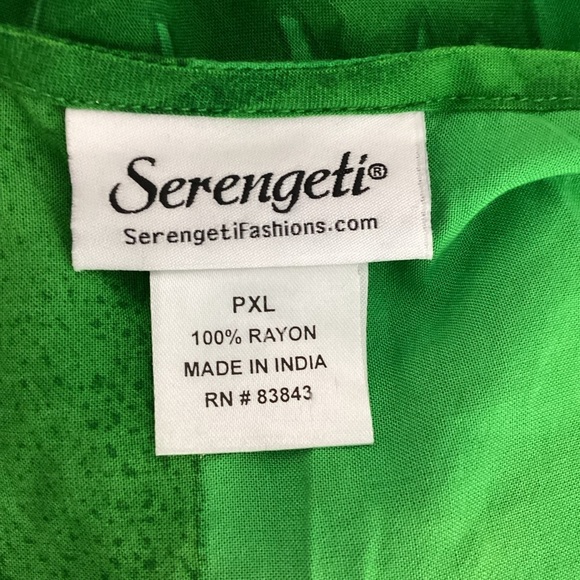 Serengeti®
SerengetiFashions.com
PXL
100% RAYON
MADE IN INDIA
RN # 83843